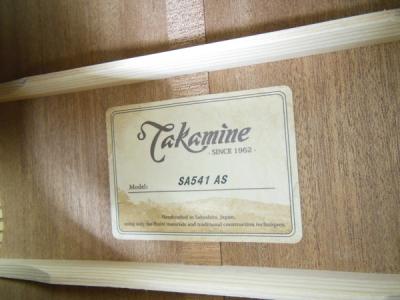 Takamine
- SINCE 1962 -
Model: SA541 AS
Handcrafted in Sakashita, Japan,
using only the finest materials and traditional construction techniques.